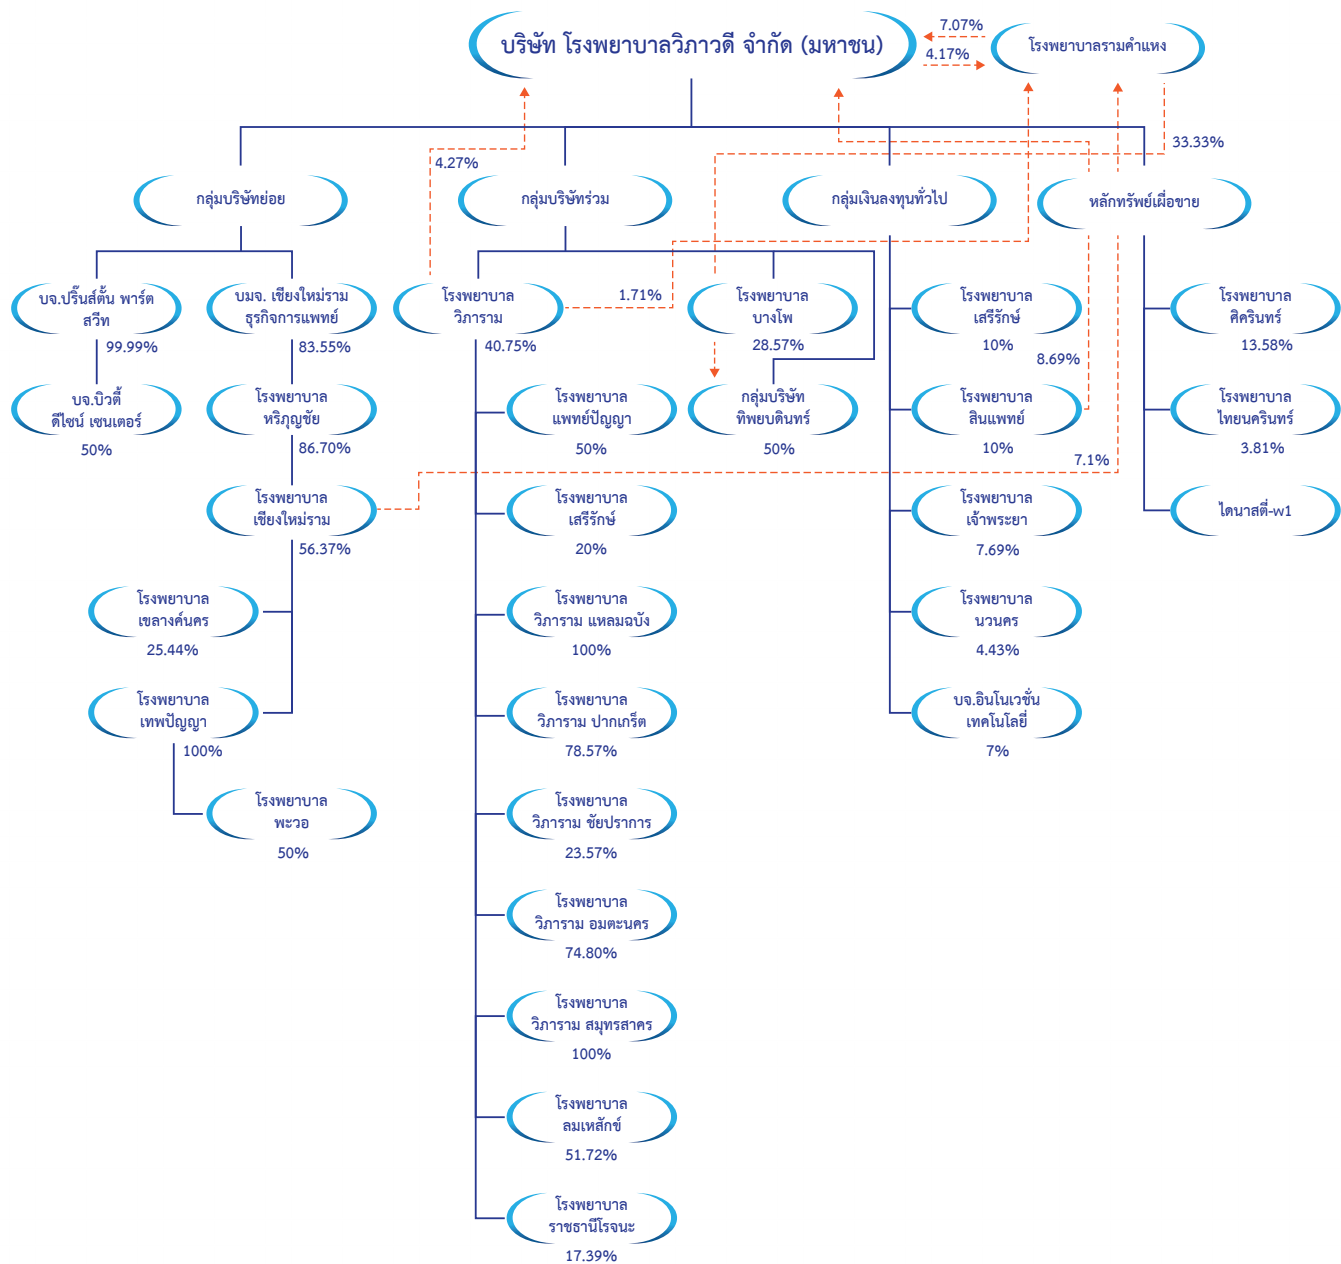 บริษัท โรงพยาบาลวิภาวดี จำกัด (มหาชน)
7.07%
4.17%
โรงพยาบาลรามคำแหง
33.33%
4.27%
กลุ่มบริษัทย่อย
กลุ่มบริษัทร่วม
กลุ่มเงินลงทุนทั่วไป
หลักทรัพย์เผื่อขาย
บจ.ปริ๊นส์ตั้น พาร์ค
สวีท
99.99%
บมจ. เชียงใหม่ราม
ธุรกิจการแพทย์
83.55%
โรงพยาบาล
วิภาราม
40.75%
1.71%
โรงพยาบาล
บางโพ
28.57%
โรงพยาบาล
เสรีรักษ์
10%
8.69%
โรงพยาบาล
ศิครินทร์
13.58%
บจ.บิวตี้
ดีไซน์ เซนเตอร์
50%
โรงพยาบาล
หริภุญชัย
86.70%
โรงพยาบาล
แพทย์ปัญญา
50%
กลุ่มบริษัท
ทิพยบดินทร์
50%
โรงพยาบาล
สินแพทย์
10%
7.1%
โรงพยาบาล
ไทยนครินทร์
3.81%
โรงพยาบาล
เชียงใหม่ราม
56.37%
โรงพยาบาล
เสรีรักษ์
20%
โรงพยาบาล
เจ้าพระยา
7.69%
ไดนาสตี่-w1
โรงพยาบาล
เขลางค์นคร
25.44%
โรงพยาบาล
วิภาราม แหลมฉบัง
100%
โรงพยาบาล
นวนคร
4.43%
โรงพยาบาล
เทพปัญญา
100%
โรงพยาบาล
วิภาราม ปากเกร็ต
78.57%
บจ.อินโนเวชั่น
เทคโนโลยี่
7%
โรงพยาบาล
พะวอ
50%
โรงพยาบาล
วิภาราม ชัยปราการ
23.57%
โรงพยาบาล
วิภาราม อมตะนคร
74.80%
โรงพยาบาล
วิภาราม สมุทรสาคร
100%
โรงพยาบาล
ลมเหสักข์
51.72%
โรงพยาบาล
ราชธานีโรจนะ
17.39%